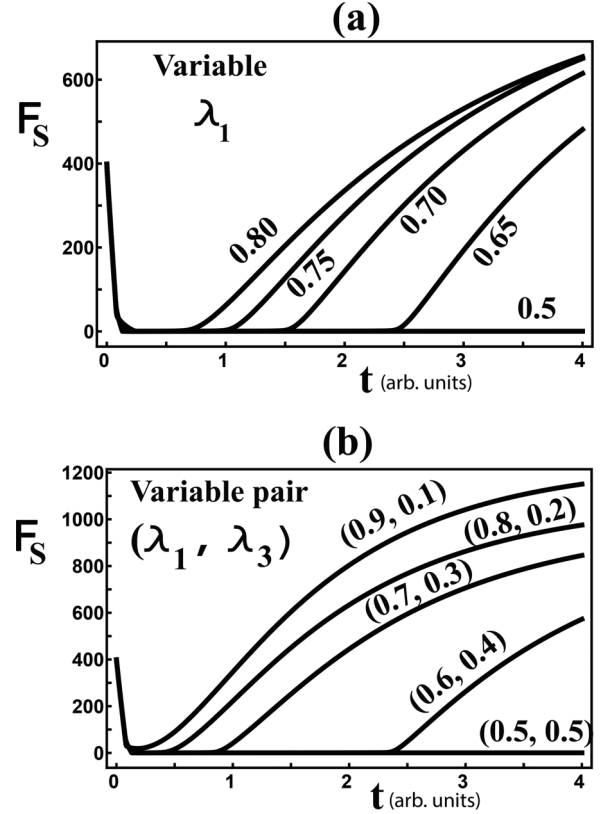 (a)
Variable
λ1
FS
600
400
200
0
0.80
0.75
0.70
0.65
0.5
0 1 2 3 4
t (arb. units)
(b)
Variable pair
(λ1, λ3)
FS
1200
1000
800
600
400
200
0
(0.9, 0.1)
(0.8, 0.2)
(0.7, 0.3)
(0.6, 0.4)
(0.5, 0.5)
0 1 2 3 4
t (arb. units)